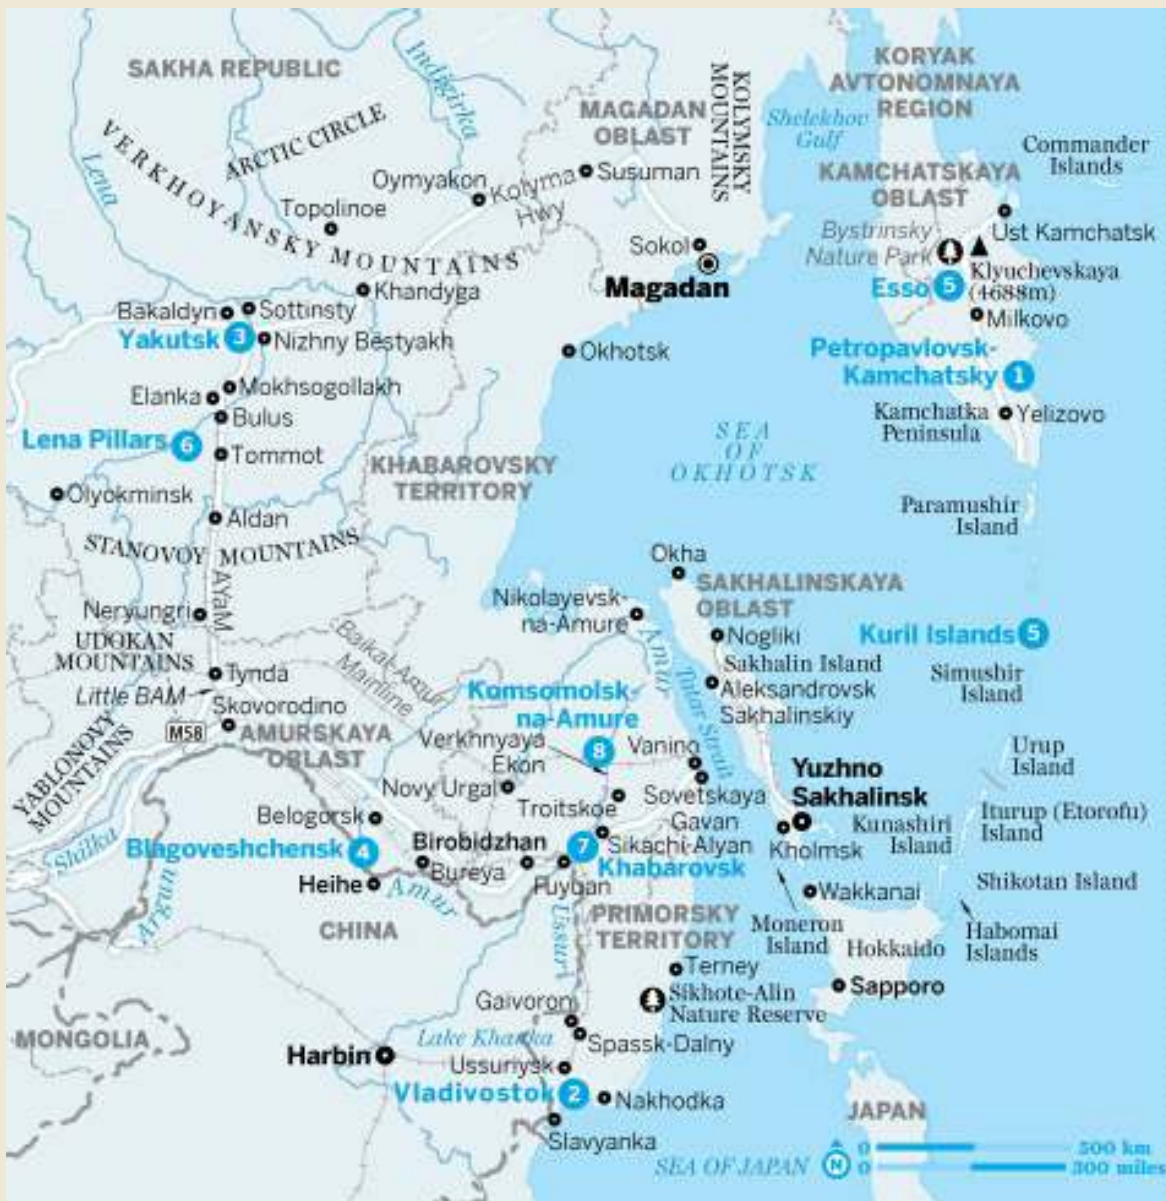 KORYAK
AVTONOMNAYA
REGION
SAKHA REPUBLIC
Indigirka
KOLYMSKY
MOUNTAINS
MAGADAN
OBLAST
Shelekhov
Gulf
ARCTIC CIRCLE
Commander
Islands
Lena
VERKHOYANSKY MOUNTAINS
KAMCHATSKAYA
OBLAST
Oymyakon
Kolyma
Hwy
Susuman
Topolinoe
Bystrinsky
Nature Park
Ust Kamchatsk
Sokol
Klyuchevskaya
(4688m)
Magadan
Esso 5
Khandyga
Bakaldyn
Sottinsty
Milkovo
Yakutsk 3
Nizhny Bestyakh
Okhotsk
Petropavlovsk-
Kamchatsky 1
Elanka
Mokhsogollakh
Bulus
Kamchatka
Peninsula
Yelizovo
Lena Pillars 6
Tommot
SEA
OF
OKHOTSK
KHABAROVSKY
TERRITORY
Olyokminsk
Aldan
Paramushir
Island
STANOVOY MOUNTAINS
Okha
AYaM
SAKHALINSKAYA
OBLAST
Nikolayevsk-
na-Amure
Neryungri
Amur
Nogliki
Kuril Islands 5
Baikal-Amur
Mainline
UDOKAN
MOUNTAINS
Sakhalin Island
Simushir
Island
Tynda
Tatar Strait
Aleksandrovsk
Sakhalinskiy
Little BAM
Komsomolsk-
na-Amure
8
Skovorodino
M58
AMURSKAYA
OBLAST
Verkhnyaya
Ekon
Vanino
Urup
Island
YABLONOVY
MOUNTAINS
Yuzhno
Sakhalinsk
Novy Urgal
Troitskoe
Sovetskaya
Gavan
Iturup (Etorofu)
Island
Belogorsk
Kunashiri
Island
Shilka
Blagoveshchensk 4
Birobidzhan
7
Sikachi-Alyan
Kholmsk
Bureya
Khabarovsk
Heihe
Amur
Fuyuan
Wakkanai
Shikotan Island
Argun
Ussuri
PRIMORSKY
TERRITORY
CHINA
Moneron
Island
Hokkaido
Habomai
Islands
Terney
Sapporo
Gaivoron
Sikhote-Alin
Nature Reserve
MONGOLIA
Lake Khanka
Spassk-Dalny
Harbin
Ussuriysk
Vladivostok 2
Nakhodka
JAPAN
Slavyanka
SEA OF JAPAN
N
0 500 km
0 300 miles